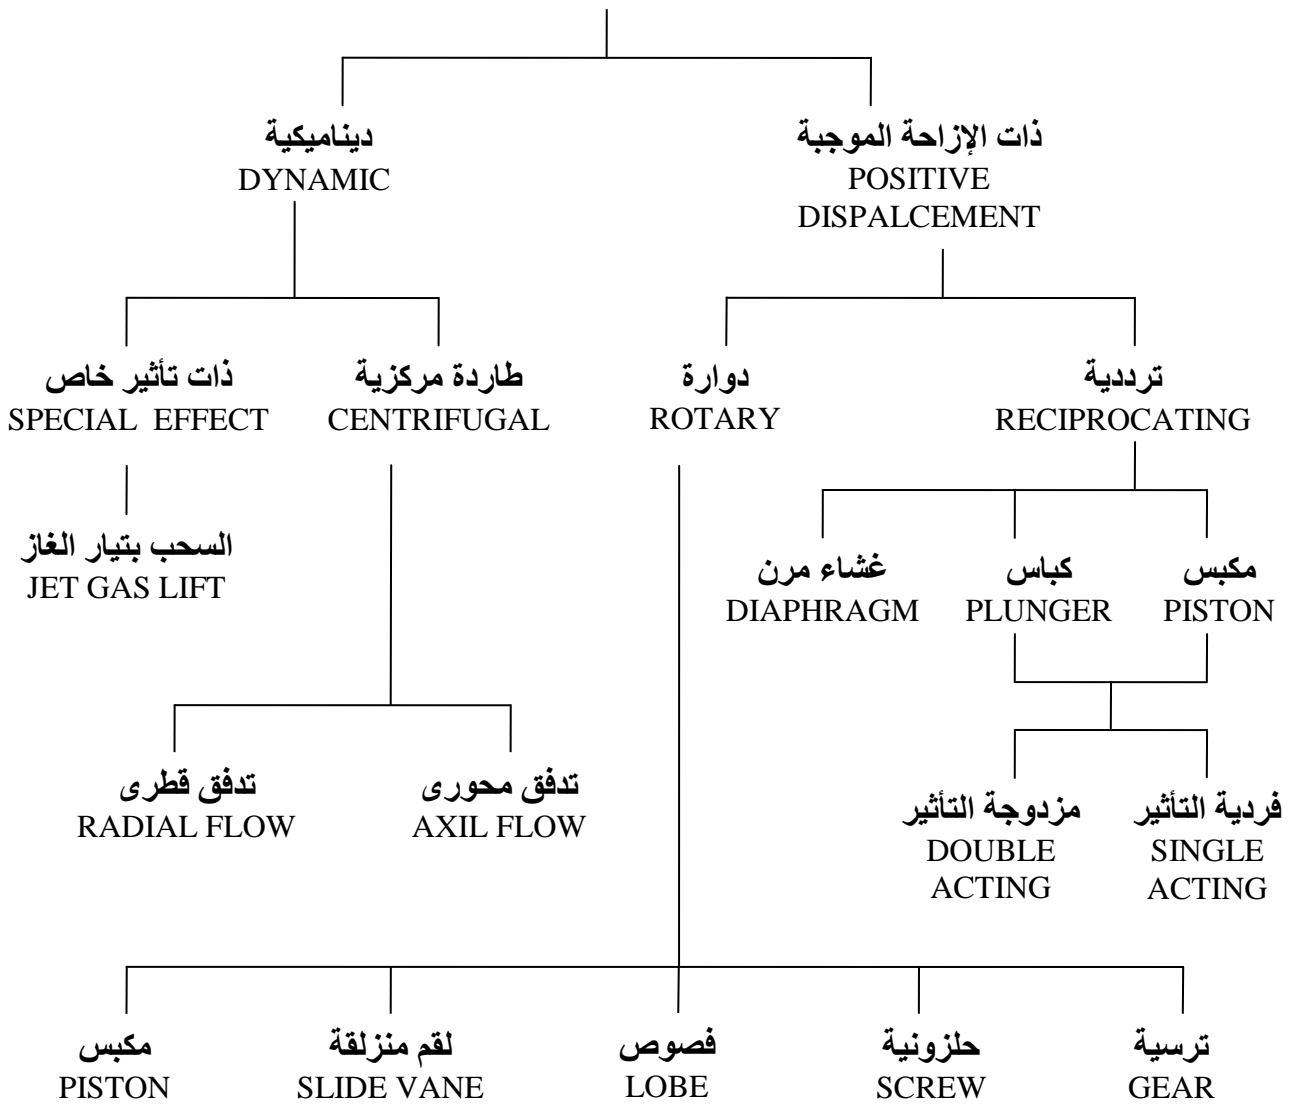 ديناميكية
DYNAMIC
ذات الإزاحة الموجبة
POSITIVE
DISPALCEMENT
ذات تأثير خاص
SPECIAL EFFECT
طاردة مركزية
CENTRIFUGAL
دوارة
ROTARY
ترددية
RECIPROCATING
السحب بتيار الغاز
JET GAS LIFT
غشاء مرن
DIAPHRAGM
كباس
PLUNGER
مكبس
PISTON
تدفق قطرى
RADIAL FLOW
تدفق محورى
AXIL FLOW
مزدوجة التأثير
DOUBLE
ACTING
فردية التأثير
SINGLE
ACTING
مكبس
PISTON
لقم منزلقة
SLIDE VANE
فصوص
LOBE
حلزونية
SCREW
ترسية
GEAR